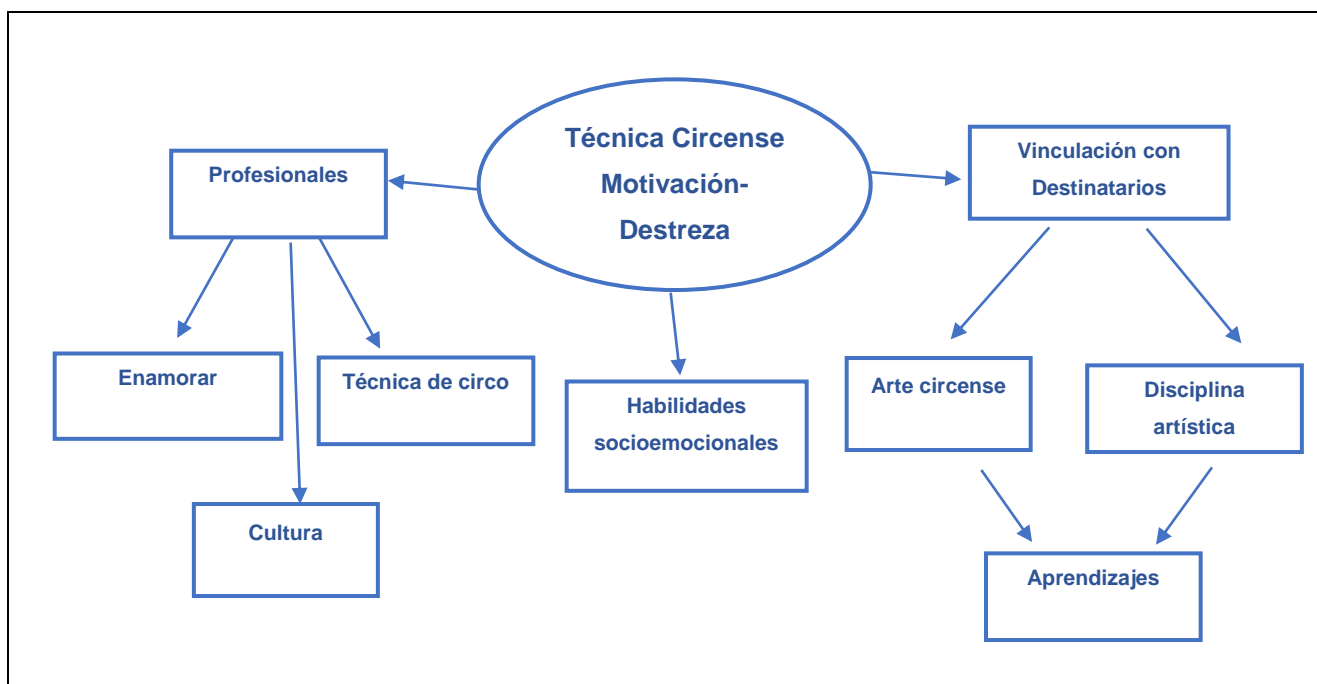 Técnica Circense
Motivación-
Destreza
Profesionales
Vinculación con
Destinatarios
Enamorar
Técnica de circo
Habilidades
socioemocionales
Arte circense
Disciplina
artística
Cultura
Aprendizajes